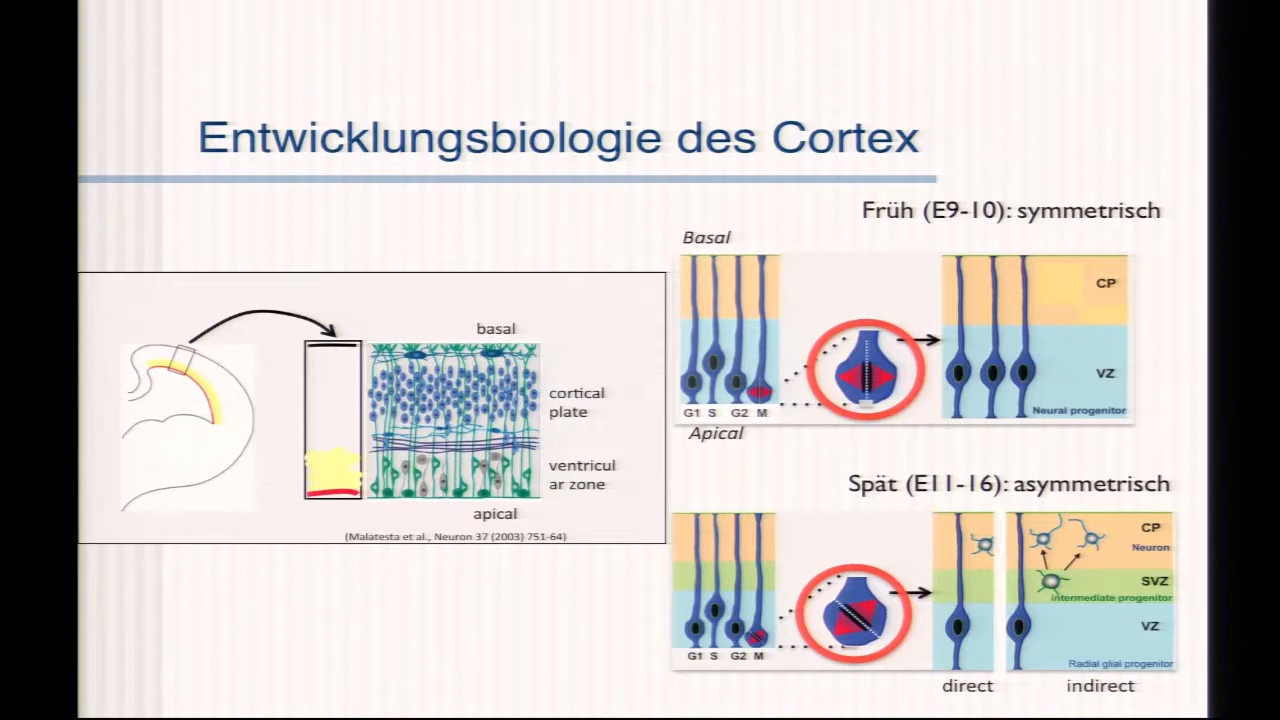 Entwicklungsbiologie des Cortex
Früh (E9-10): symmetrisch
Basal
CP
VZ
Neural progenitor
G1 S G2 M
Apical
basal
cortical
plate
ventricul
ar zone
apical
(Malatesta et al., Neuron 37 (2003) 751-64)
Spät (E11-16): asymmetrisch
CP
Neuron
SVZ
intermediate progenitor
VZ
Radial glial progenitor
G1 S G2 M
direct
indirect